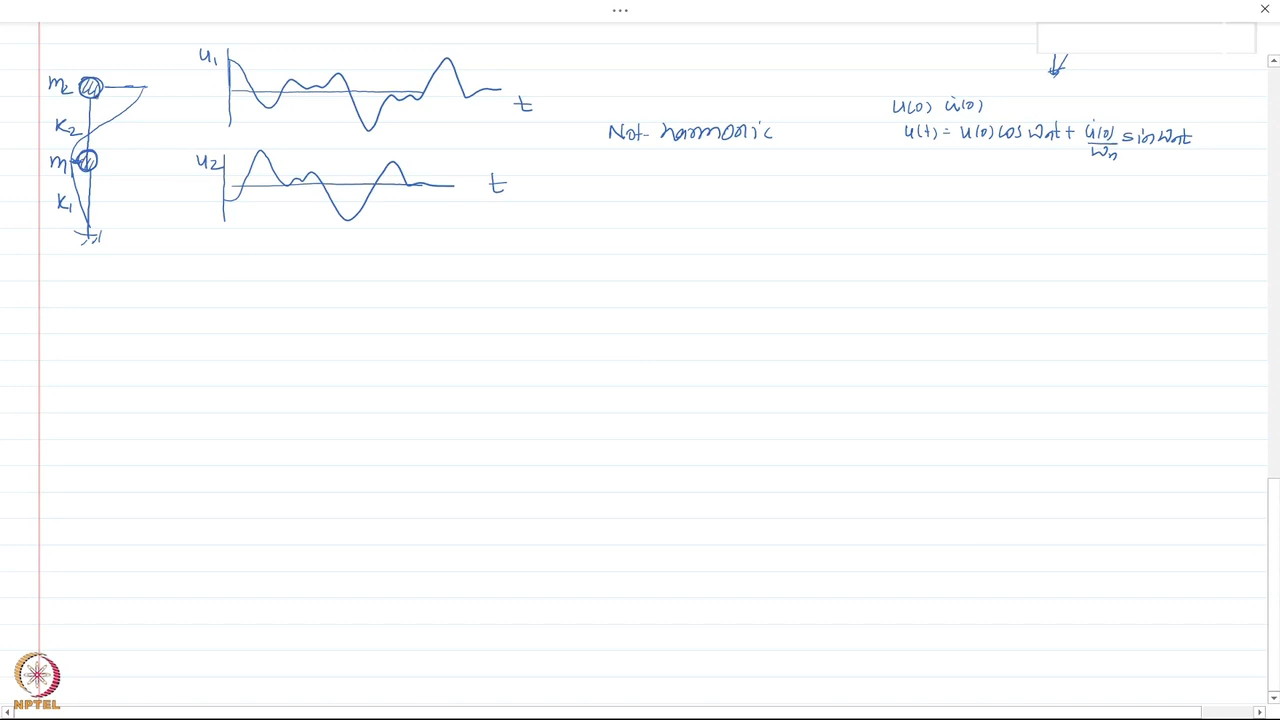 m2
K2
m1
K1
u1
t
u2
t
Not harmonic
u(0) u̇(0)
u(t) = u(0) cos ωnt + u̇(0)/ωn sin ωnt
NPTEL